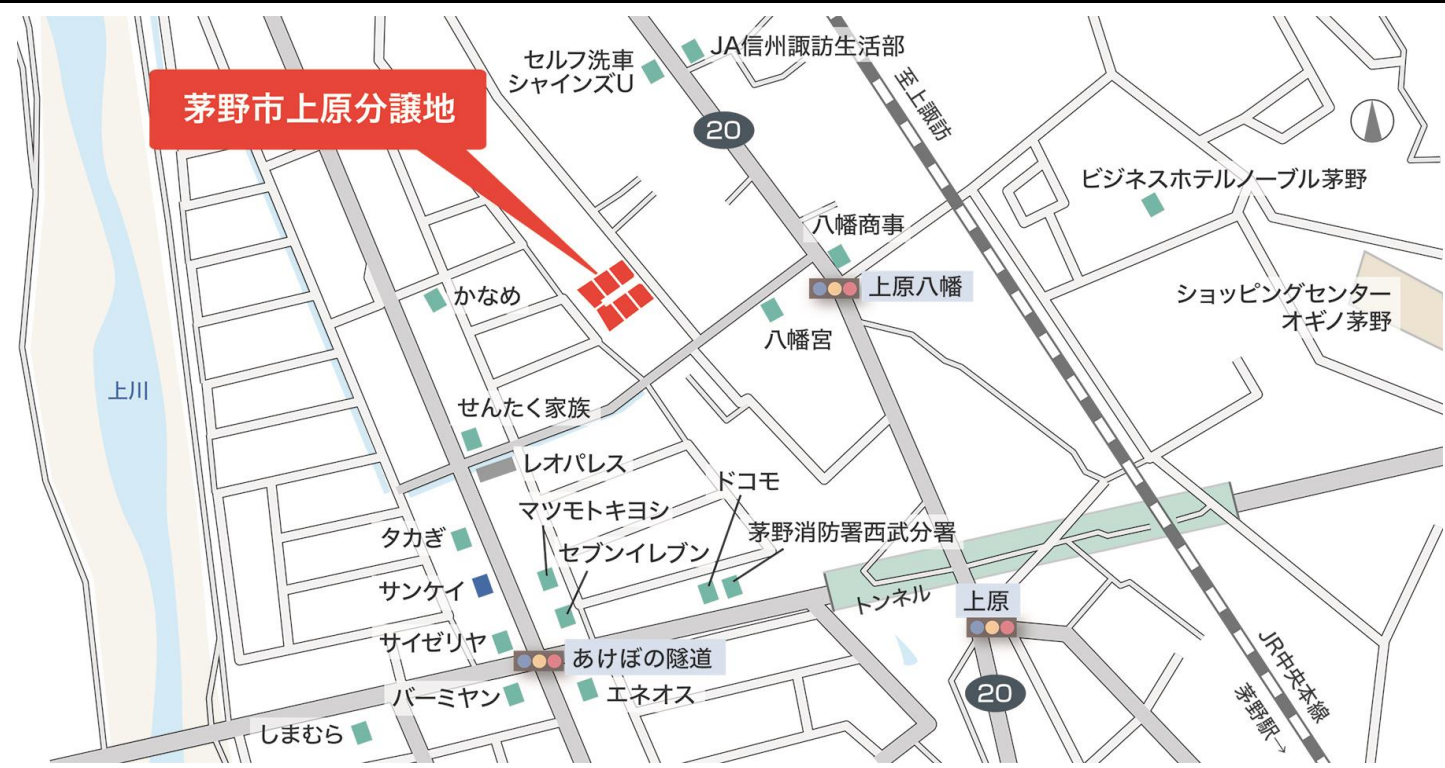 セルフ洗車
シャインズU
JA信州諏訪生活部
茅野市上原分譲地
20
至上諏訪
ビジネスホテルノーブル茅野
八幡商事
上原八幡
かなめ
八幡宮
ショッピングセンター
オギノ茅野
上川
せんたく家族
レオパレス
ドコモ
マツモトキヨシ
茅野消防署西武分署
タカぎ
セブンイレブン
サンケイ
トンネル
上原
サイゼリヤ
あけぼの隧道
バーミヤン
エネオス
20
JR中央本線
茅野駅→
しまむら